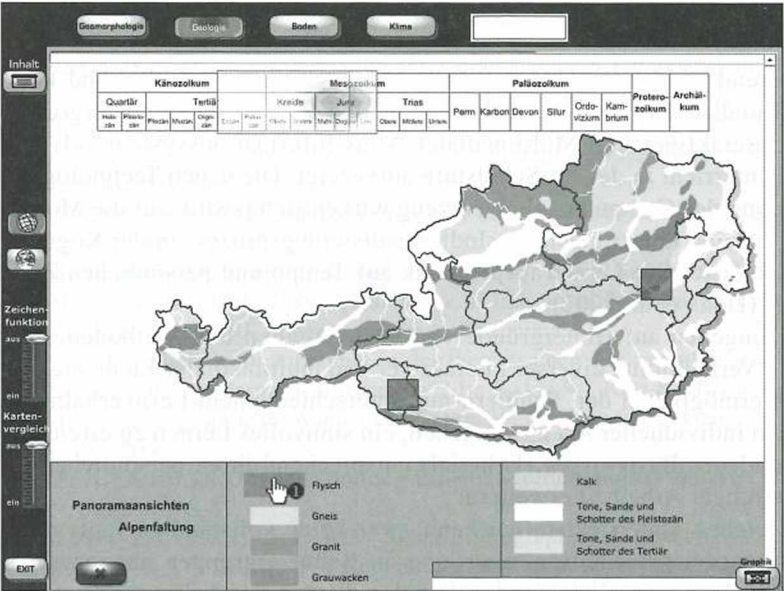 Geomorphologie Geologie Boden Klima
Inhalt
Känozoikum Mesozoikum Paläozoikum Protero-zoikum Archäi-kum
Quartär Tertiä Kreide Jura Trias Perm Karbon Devon Silur Ordo-vizium Kam-brium
Holo-zän Pleisto-zän Pliozän Miozän Oligo-zän Eozän Obere Mittlere Untere
Zeichen-
funktion
aus
ein
Karten-
vergleich
aus
ein
EXIT
Panoramaansichten
Alpenfaltung
Flysch
1
Gneis
Granit
Grauwacken
Kalk
Tone, Sande und
Schotter des Pleistozän
Tone, Sande und
Schotter des Tertiär
Graphik